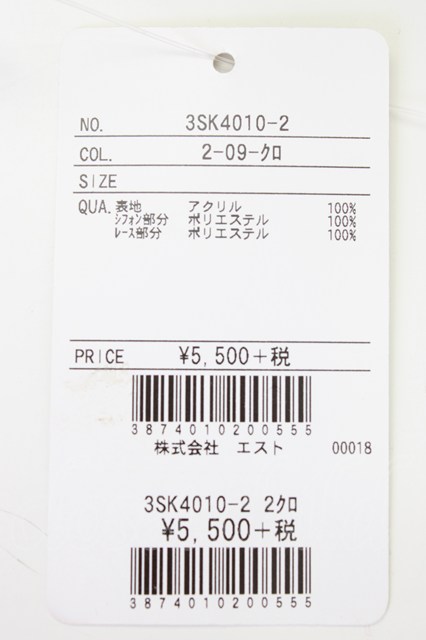 NO. 3SK4010-2
COL. 2-09-ｸﾛ
SIZE
QUA. 表地 アクリル 100%
ｼﾌｫﾝ部分 ポリエステル 100%
ﾚｰｽ部分 ポリエステル 100%
PRICE ¥5,500+税
3874010200555
株式会社 エスト 00018
3SK4010-2 2ｸﾛ
¥5,500+税
3874010200555